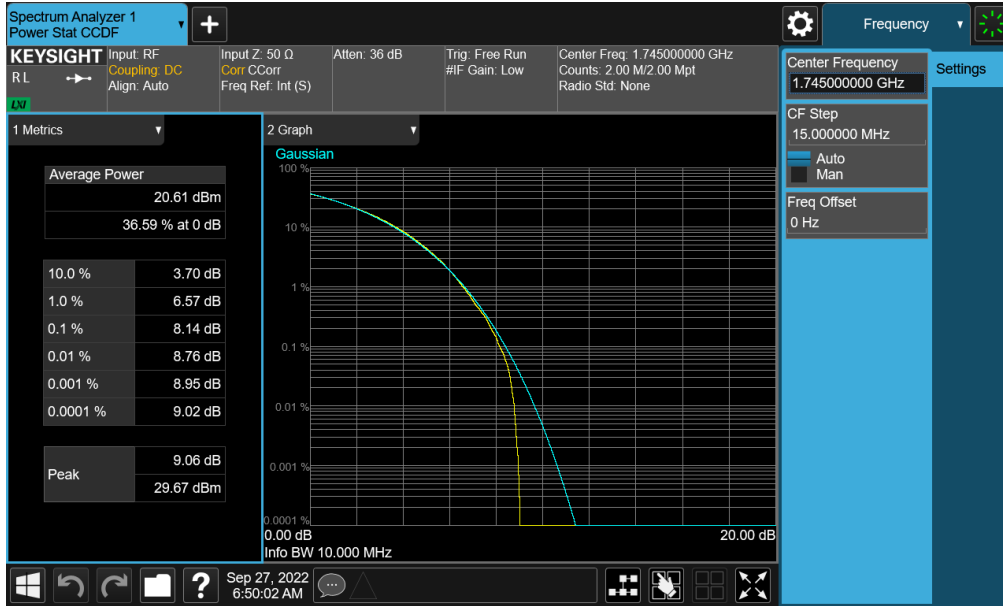 Spectrum Analyzer 1
Power Stat CCDF
Frequency
KEYSIGHT
R L
LXI
Input: RF
Coupling: DC
Align: Auto
Input Z: 50 Ω
Corr CCorr
Freq Ref: Int (S)
Atten: 36 dB
Trig: Free Run
#IF Gain: Low
Center Freq: 1.745000000 GHz
Counts: 2.00 M/2.00 Mpt
Radio Std: None
Center Frequency
1.745000000 GHz
Settings
CF Step
15.000000 MHz
Auto
Man
Freq Offset
0 Hz
1 Metrics
Average Power
20.61 dBm
36.59 % at 0 dB
10.0 % 3.70 dB
1.0 % 6.57 dB
0.1 % 8.14 dB
0.01 % 8.76 dB
0.001 % 8.95 dB
0.0001 % 9.02 dB
Peak
9.06 dB
29.67 dBm
2 Graph
Gaussian
100 %
10 %
1 %
0.1 %
0.01 %
0.001 %
0.0001 %
0.00 dB 20.00 dB
Info BW 10.000 MHz
?
Sep 27, 2022
6:50:02 AM